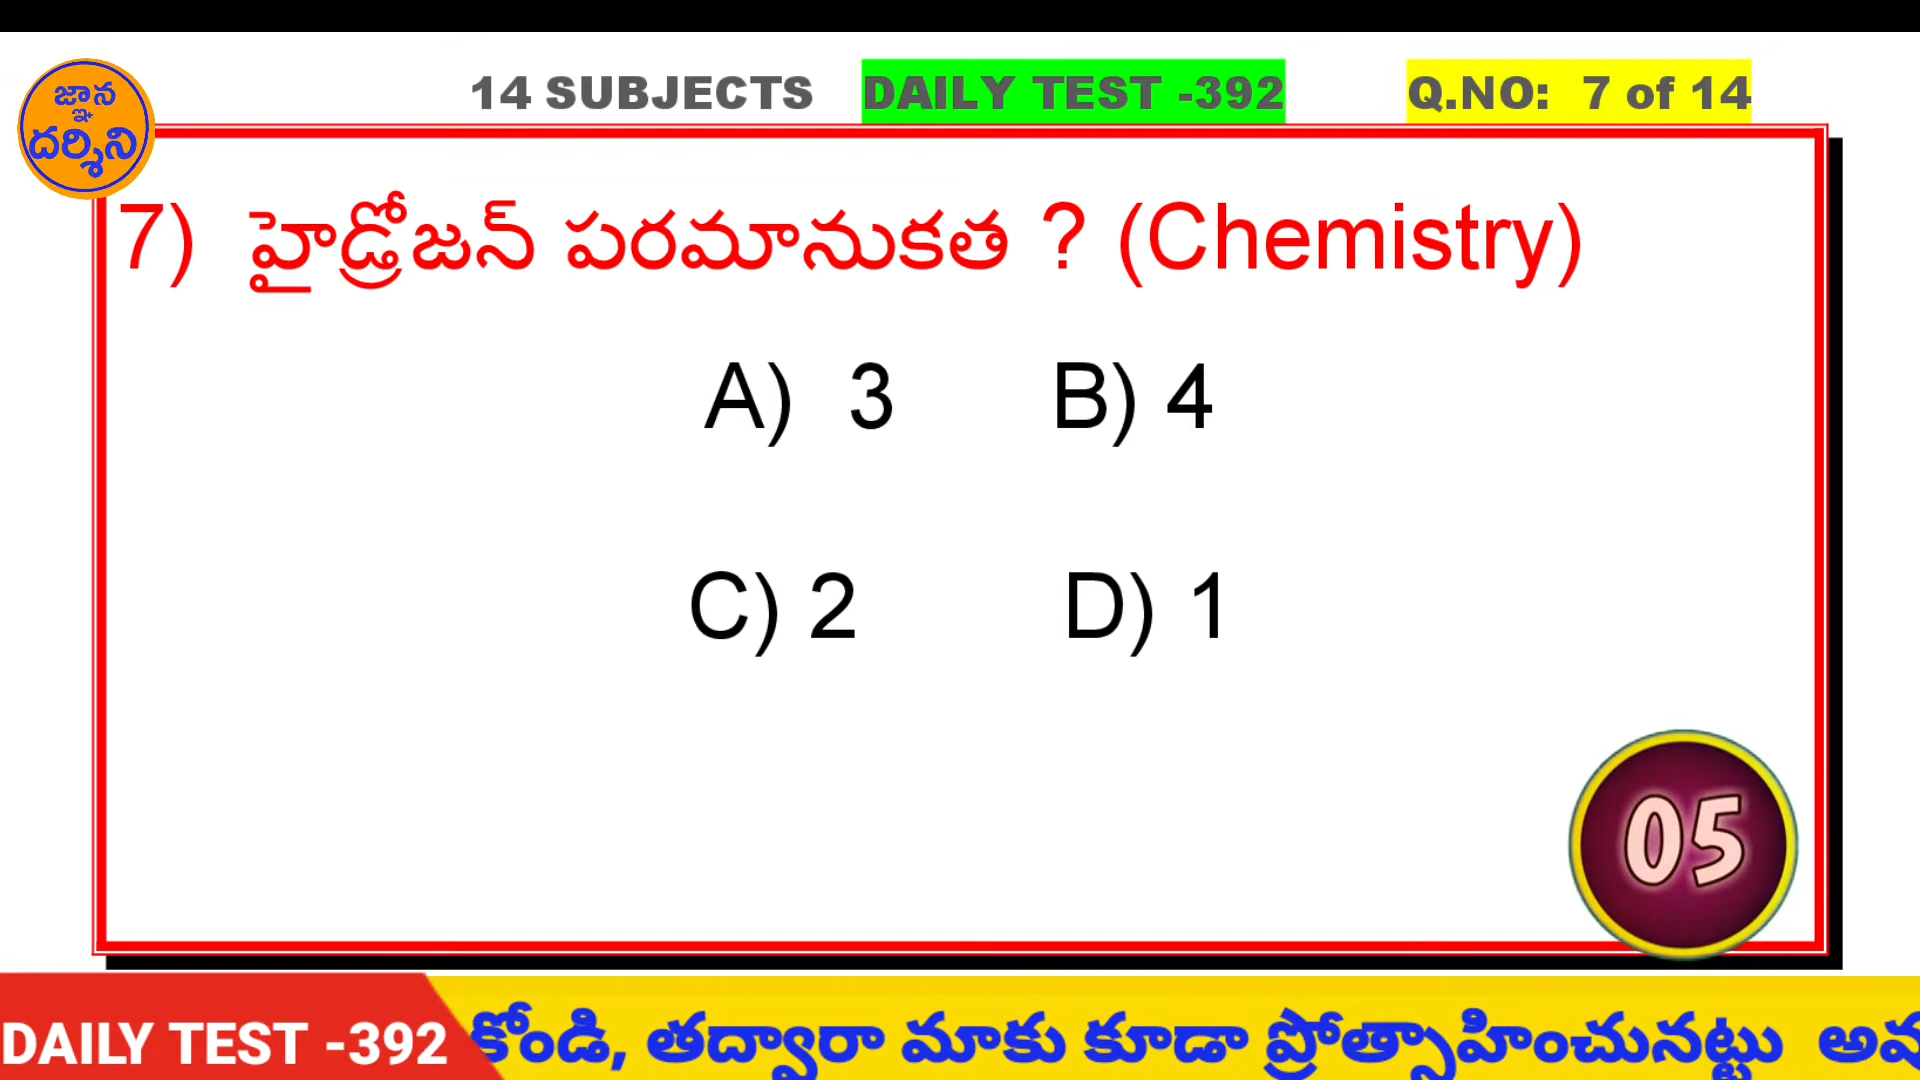 జ్ఞాన
దర్శిని
14 SUBJECTS DAILY TEST -392 Q.NO: 7 of 14
7) హైడ్రోజన్ పరమానుకత ? (Chemistry)
A) 3 B) 4
C) 2 D) 1
05
DAILY TEST -392 కోండి, తద్వారా మాకు కూడా ప్రోత్సాహించునట్టు అవ